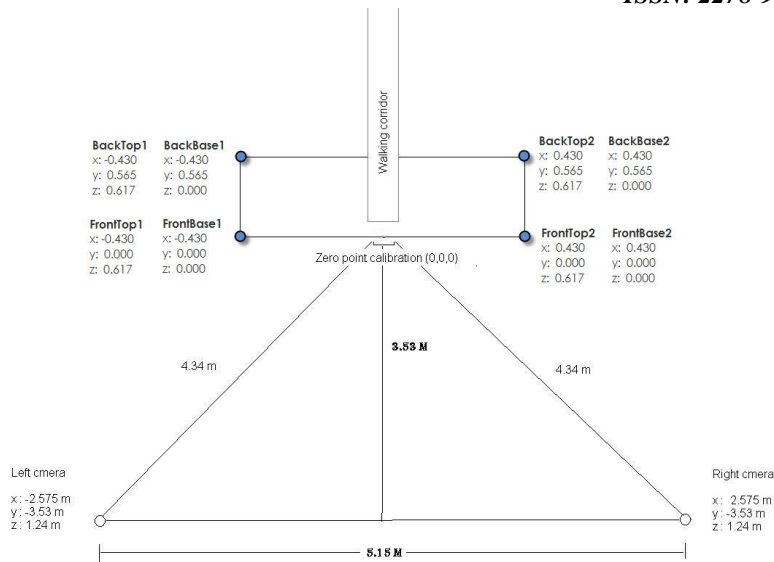 Walking corridor
BackTop1 BackBase1
x: -0.430 x: -0.430
y: 0.565 y: 0.565
z: 0.617 z: 0.000
BackTop2 BackBase2
x: 0.430 x: 0.430
y: 0.565 y: 0.565
z: 0.617 z: 0.000
FrontTop1 FrontBase1
x: -0.430 x: -0.430
y: 0.000 y: 0.000
z: 0.617 z: 0.000
FrontTop2 FrontBase2
x: 0.430 x: 0.430
y: 0.000 y: 0.000
z: 0.617 z: 0.000
Zero point calibration (0,0,0)
3.53 M
4.34 m
4.34 m
Left cmera
x: -2.575 m
y: -3.53 m
z: 1.24 m
Right cmera
x: 2.575 m
y: -3.53 m
z: 1.24 m
5.15 M